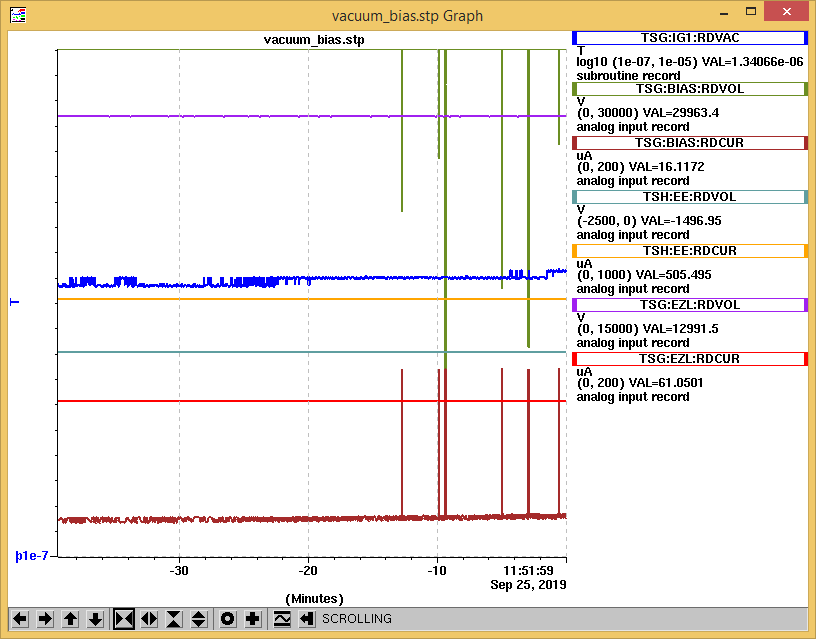 vacuum_bias.stp Graph
vacuum_bias.stp
TSG:IG1:RDVAC
T
log10 (1e-07, 1e-05) VAL=1.34066e-06
subroutine record
TSG:BIAS:RDVOL
V
(0, 30000) VAL=29963.4
analog input record
TSG:BIAS:RDCUR
uA
(0, 200) VAL=16.1172
analog input record
TSH:EE:RDVOL
V
(-2500, 0) VAL=-1496.95
analog input record
TSH:EE:RDCUR
uA
(0, 1000) VAL=505.495
analog input record
TSG:EZL:RDVOL
V
(0, 15000) VAL=12991.5
analog input record
TSG:EZL:RDCUR
uA
(0, 200) VAL=61.0501
analog input record
T
1e-7
-30 -20 -10 11:51:59
Sep 25, 2019
(Minutes)
SCROLLING